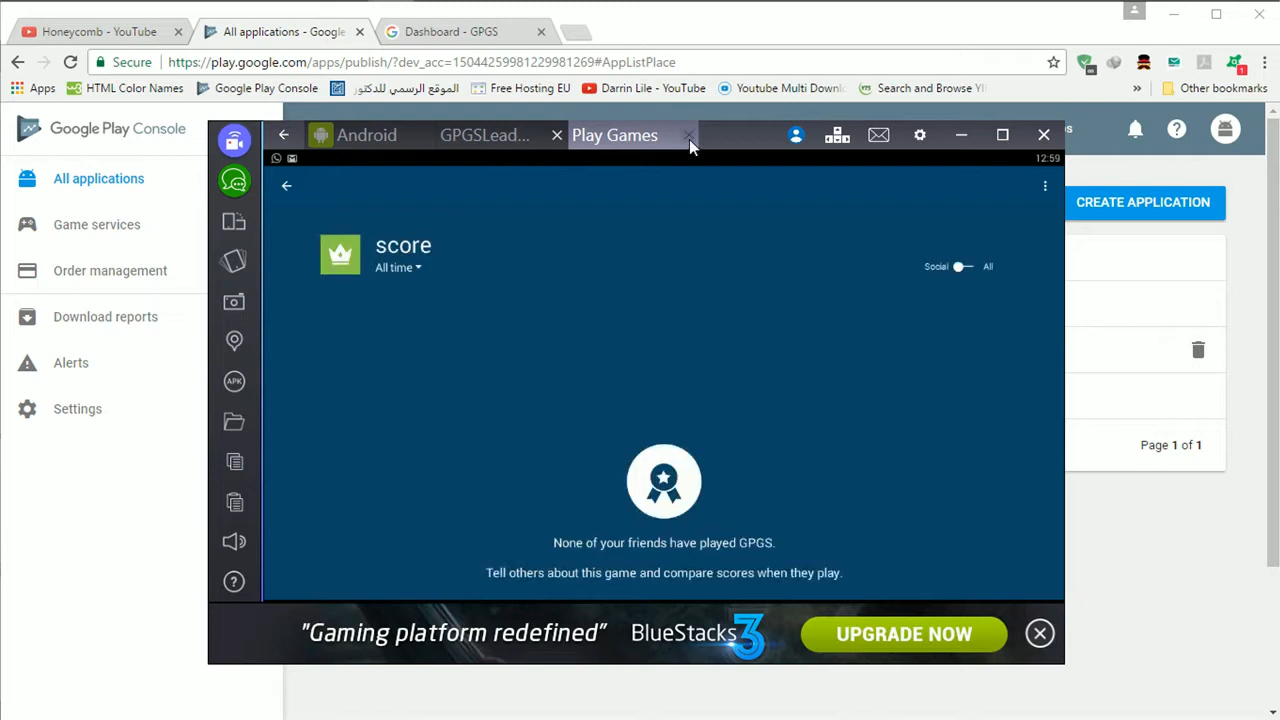 Honeycomb - YouTube
All applications - Google
Dashboard - GPGS
Secure
https://play.google.com/apps/publish/?dev_acc=15044259981229981269#AppListPlace
Apps
HTML Color Names
Google Play Console
الموقع الرسمي للدكتور
Free Hosting EU
Darrin Lile - YouTube
Youtube Multi Downl
Search and Browse YI
»
Other bookmarks
Google Play Console
All applications
Game services
Order management
Download reports
Alerts
Settings
CREATE APPLICATION
Page 1 of 1
Android
GPGSLead...
Play Games
12:59
score
All time
Social
All
None of your friends have played GPGS.
Tell others about this game and compare scores when they play.
APK
"Gaming platform redefined"
BlueStacks 3
UPGRADE NOW